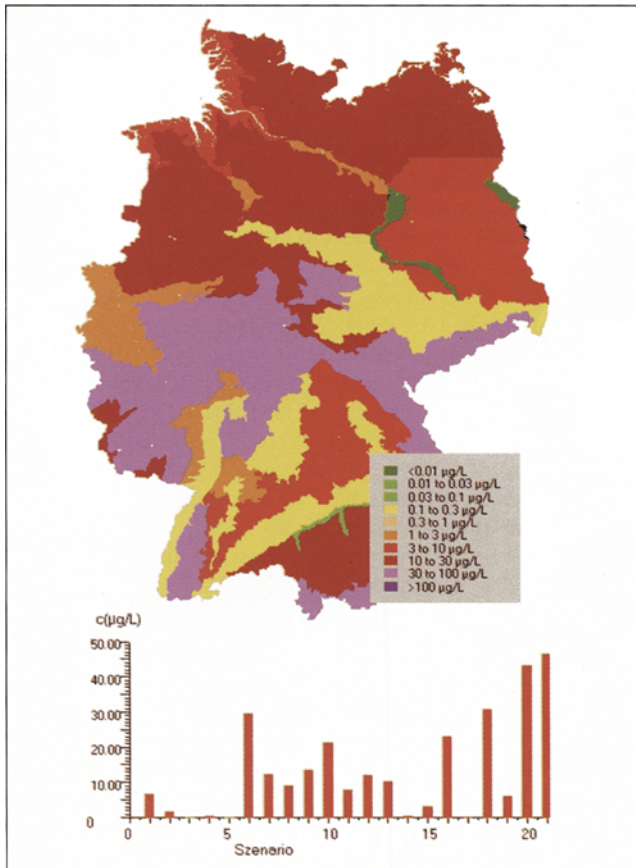 <0.01 µg/L
0.01 to 0.03 µg/L
0.03 to 0.1 µg/L
0.1 to 0.3 µg/L
0.3 to 1 µg/L
1 to 3 µg/L
3 to 10 µg/L
10 to 30 µg/L
30 to 100 µg/L
>100 µg/L
c(µg/L)
50.00
40.00
30.00
20.00
10.00
0
0 5 10 15 20
Szenario